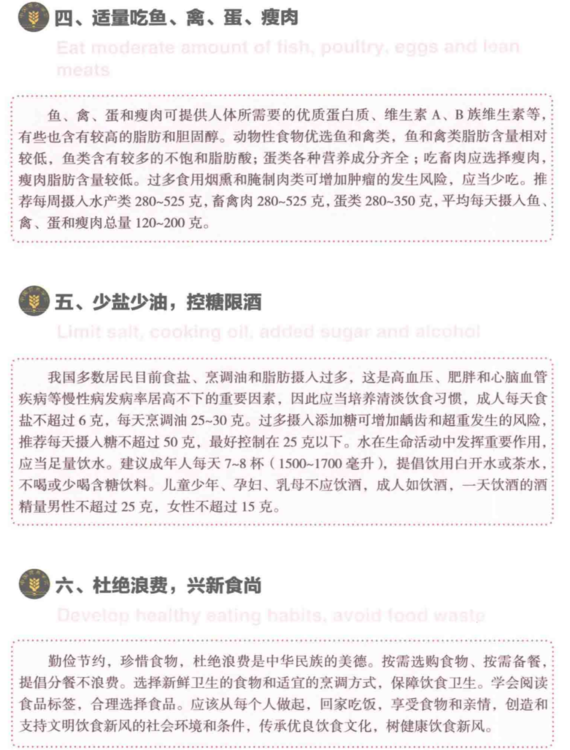 四、适量吃鱼、禽、蛋、瘦肉
Eat moderate amount of fish, poultry, eggs and lean
meats
鱼、禽、蛋和瘦肉可提供人体所需要的优质蛋白质、维生素 A、B 族维生素等，
有些也含有较高的脂肪和胆固醇。动物性食物优选鱼和禽类，鱼和禽类脂肪含量相对
较低，鱼类含有较多的不饱和脂肪酸；蛋类各种营养成分齐全；吃畜肉应选择瘦肉，
瘦肉脂肪含量较低。过多食用烟熏和腌制肉类可增加肿瘤的发生风险，应当少吃。推
荐每周摄入水产类 280~525 克，畜禽肉 280~525 克，蛋类 280~350 克，平均每天摄入鱼、
禽、蛋和瘦肉总量 120~200 克。
五、少盐少油，控糖限酒
Limit salt, cooking oil, added sugar and alcohol
我国多数居民目前食盐、烹调油和脂肪摄入过多，这是高血压、肥胖和心脑血管
疾病等慢性病发病率居高不下的重要因素，因此应当培养清淡饮食习惯，成人每天食
盐不超过 6 克，每天烹调油 25~30 克。过多摄入添加糖可增加龋齿和超重发生的风险，
推荐每天摄入糖不超过 50 克，最好控制在 25 克以下。水在生命活动中发挥重要作用，
应当足量饮水。建议成年人每天 7~8 杯（1500~1700 毫升），提倡饮用白开水或茶水，
不喝或少喝含糖饮料。儿童少年、孕妇、乳母不应饮酒，成人如饮酒，一天饮酒的酒
精量男性不超过 25 克，女性不超过 15 克。
六、杜绝浪费，兴新食尚
Develop healthy eating habits, avoid food waste
勤俭节约，珍惜食物，杜绝浪费是中华民族的美德。按需选购食物、按需备餐，
提倡分餐不浪费。选择新鲜卫生的食物和适宜的烹调方式，保障饮食卫生。学会阅读
食品标签，合理选择食品。应该从每个人做起，回家吃饭，享受食物和亲情，创造和
支持文明饮食新风的社会环境和条件，传承优良饮食文化，树健康饮食新风。